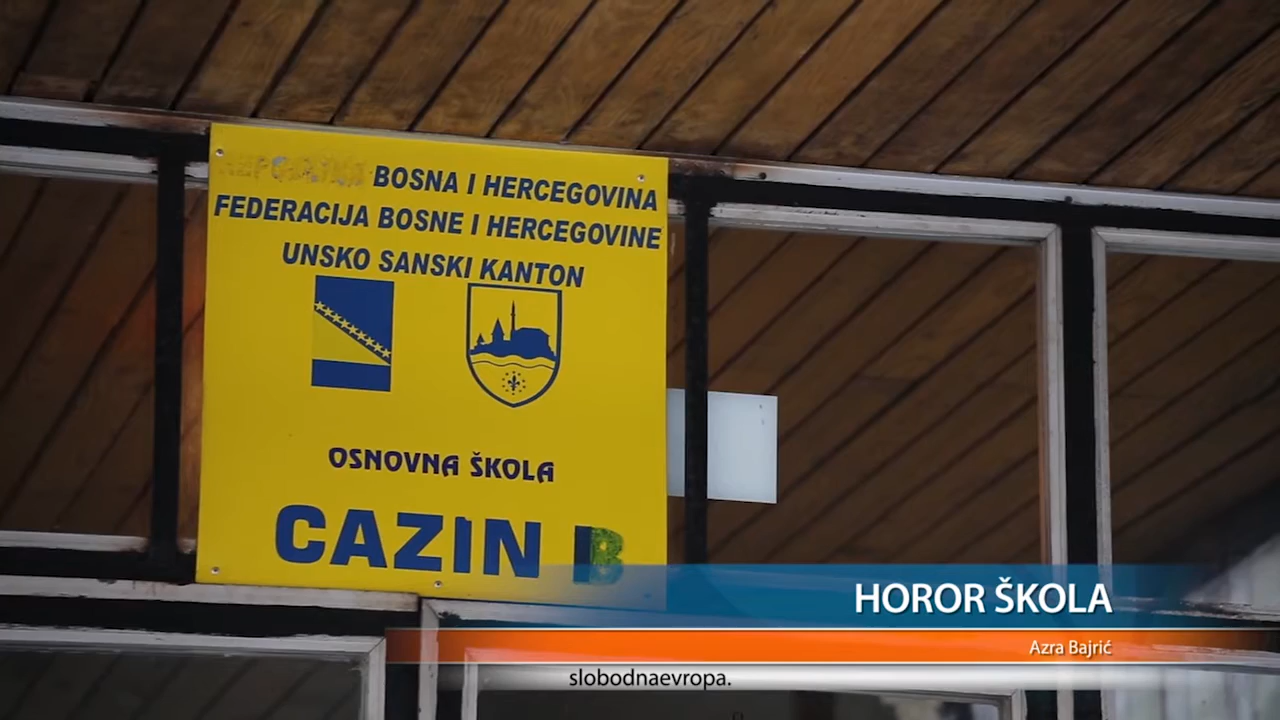 BOSNA I HERCEGOVINA
FEDERACIJA BOSNE I HERCEGOVINE
UNSKO SANSKI KANTON
OSNOVNA ŠKOLA
CAZIN I
HOROR ŠKOLA
Azra Bajrić
slobodnaevropa.